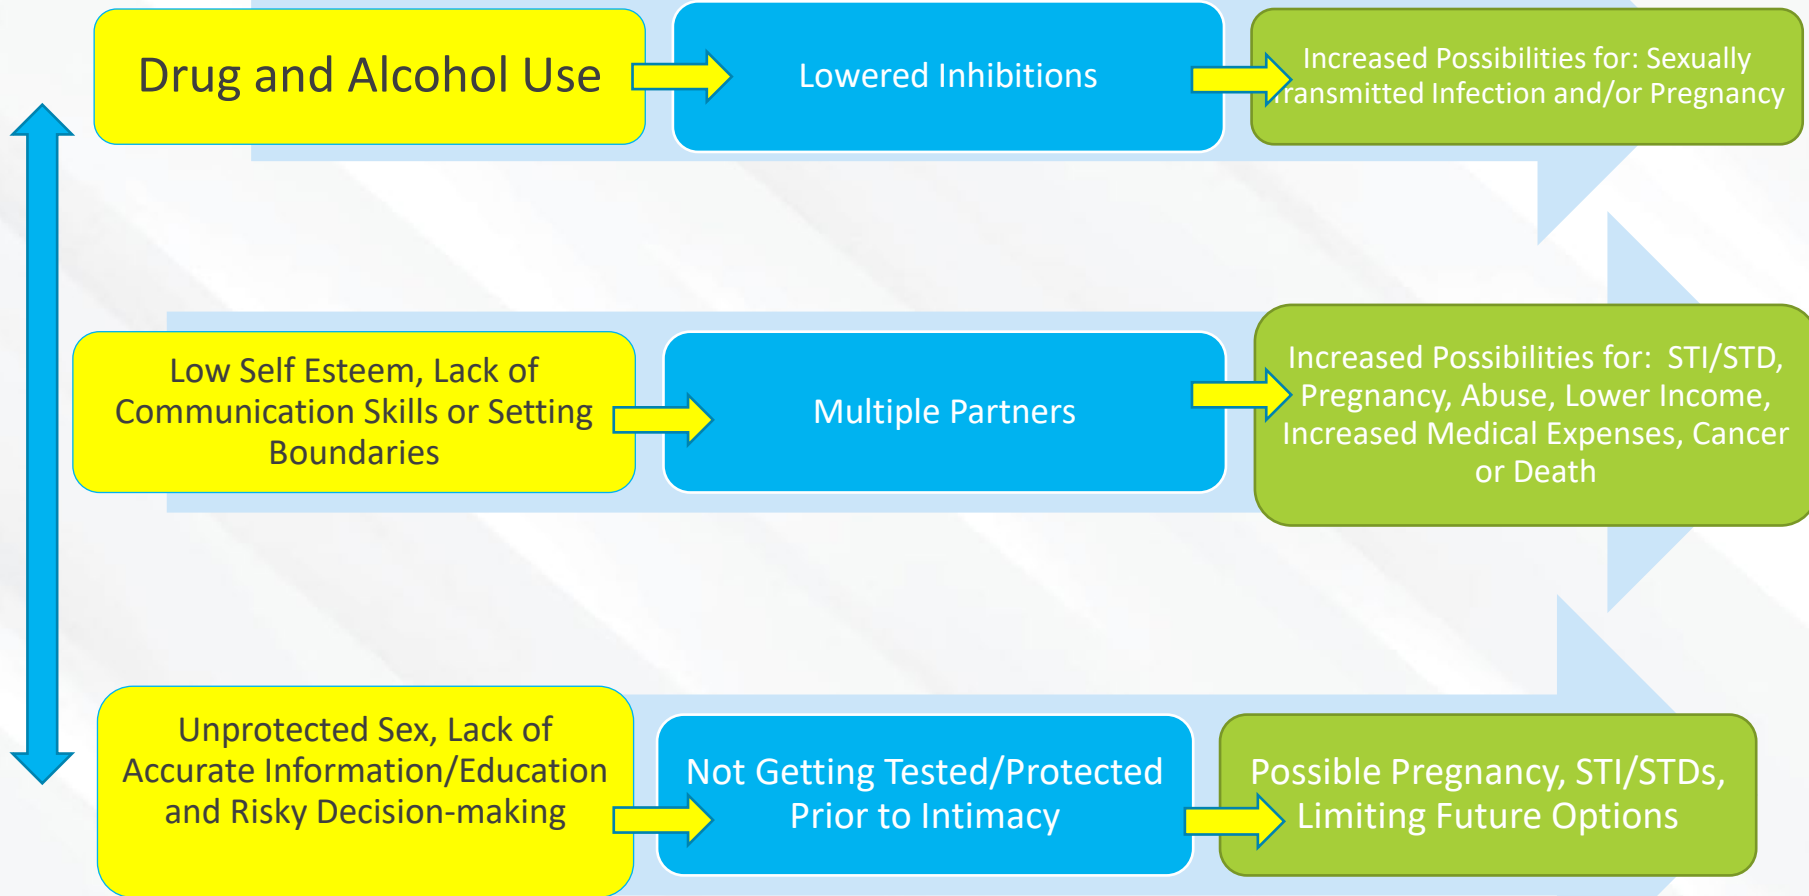 Drug and Alcohol Use
Lowered Inhibitions
Increased Possibilities for: Sexually
Transmitted Infection and/or Pregnancy
Low Self Esteem, Lack of
Communication Skills or Setting
Boundaries
Multiple Partners
Increased Possibilities for: STI/STD,
Pregnancy, Abuse, Lower Income,
Increased Medical Expenses, Cancer
or Death
Unprotected Sex, Lack of
Accurate Information/Education
and Risky Decision-making
Not Getting Tested/Protected
Prior to Intimacy
Possible Pregnancy, STI/STDs,
Limiting Future Options